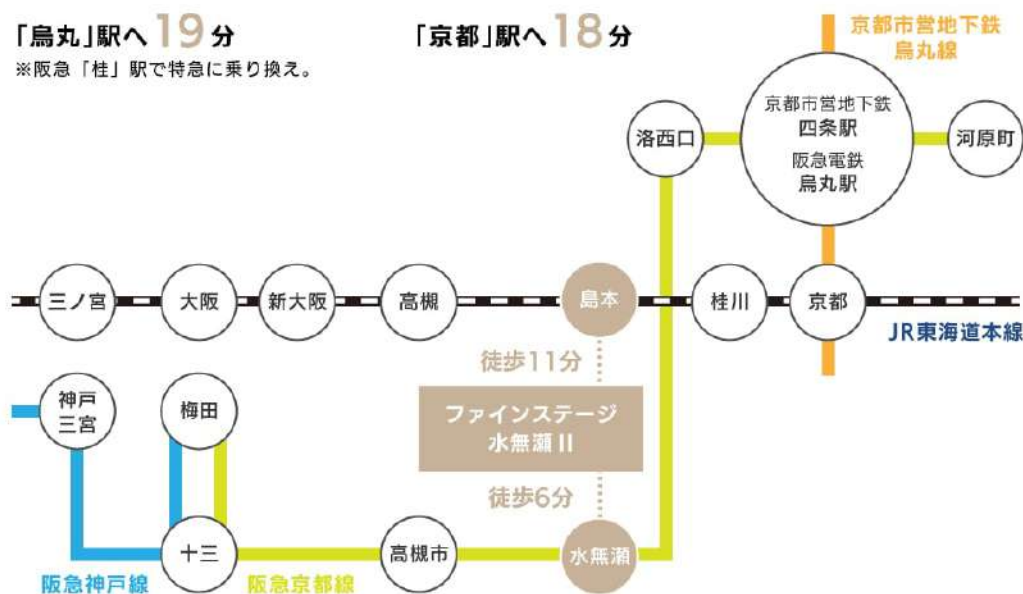 「烏丸」駅へ19分
※阪急「桂」駅で特急に乗り換え。
「京都」駅へ18分
京都市営地下鉄
烏丸線
京都市営地下鉄
四条駅
阪急電鉄
烏丸駅
洛西口
河原町
三ノ宮
大阪
新大阪
高槻
島本
桂川
京都
JR東海道本線
徒歩11分
神戸
三宮
梅田
ファインステージ
水無瀬II
徒歩6分
十三
高槻市
水無瀬
阪急神戸線
阪急京都線